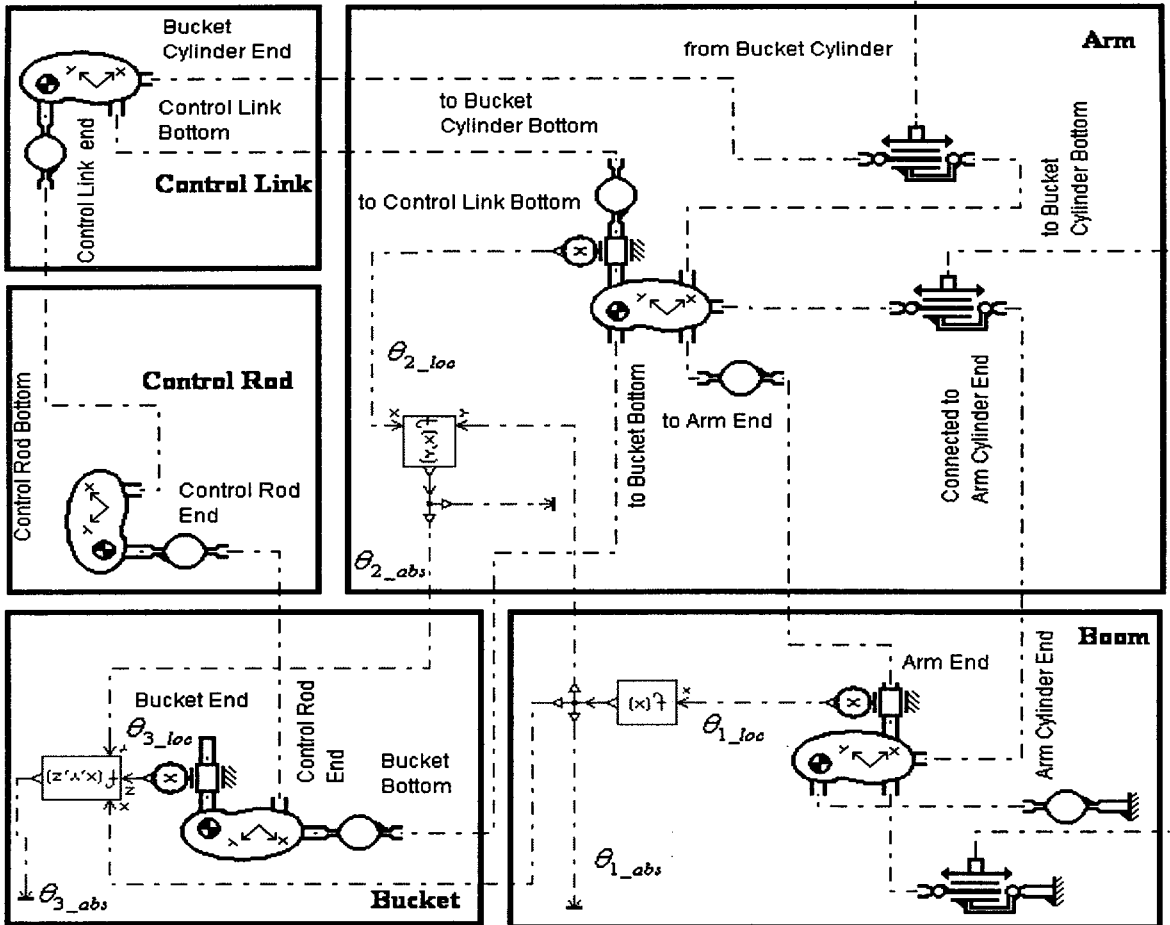 Bucket
Cylinder End
Y X
Control Link
Bottom
Control Link end
Control Link
Arm
from Bucket Cylinder
to Bucket
Cylinder Bottom
to Control Link Bottom
X
Y X
to Bucket
Cylinder Bottom
θ2_loc
X Y
f(Y,X)
to Arm End
to Bucket Bottom
Connected to
Arm Cylinder End
θ2_abs
Control Rod
Control Rod Bottom
X
Y
Control Rod
End
Bucket End
θ3_loc
Y
f(X,Y,Z)
Z
X
X
Control Rod
End
Y X
Bucket
Bottom
θ3_abs
Bucket
Boom
Arm End
f(X)
X
X
θ1_loc
Y X
Arm Cylinder End
θ1_abs